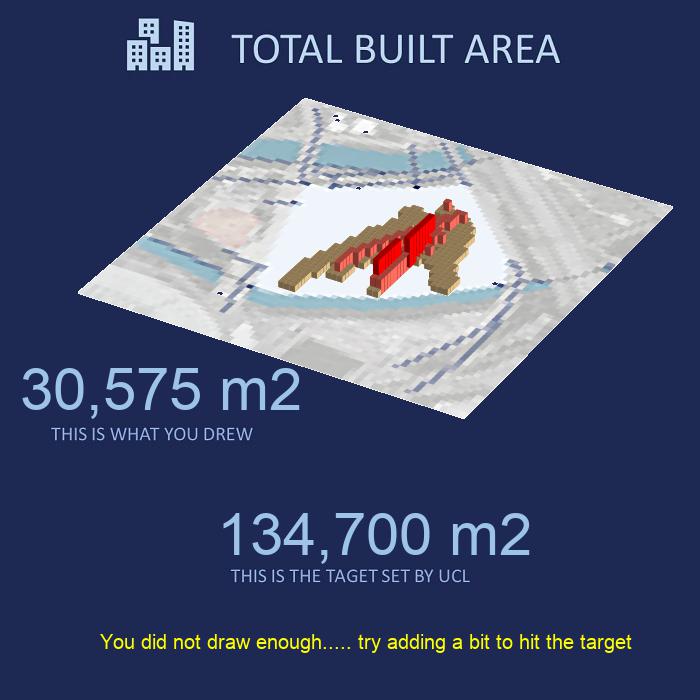 TOTAL BUILT AREA
30,575 m2
THIS IS WHAT YOU DREW
134,700 m2
THIS IS THE TAGET SET BY UCL
You did not draw enough..... try adding a bit to hit the target